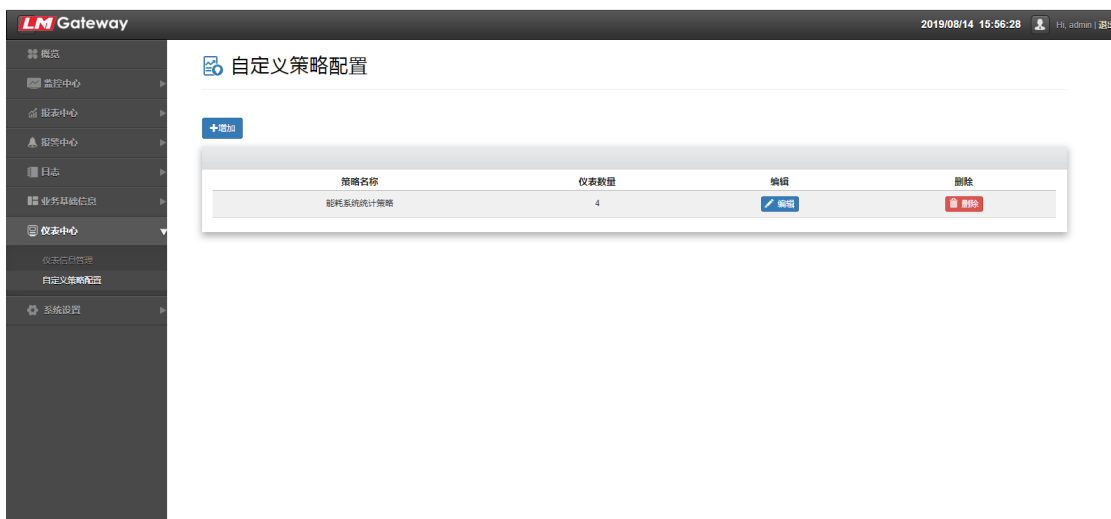 LM Gateway
2019/08/14 15:56:28 Hi, admin | 退出
概览
监控中心
报表中心
报警中心
日志
业务基础信息
仪表中心
仪表信息管理
自定义策略配置
系统设置
自定义策略配置
增加
策略名称 仪表数量 编辑 删除
能耗系统统计策略 4 编辑 删除